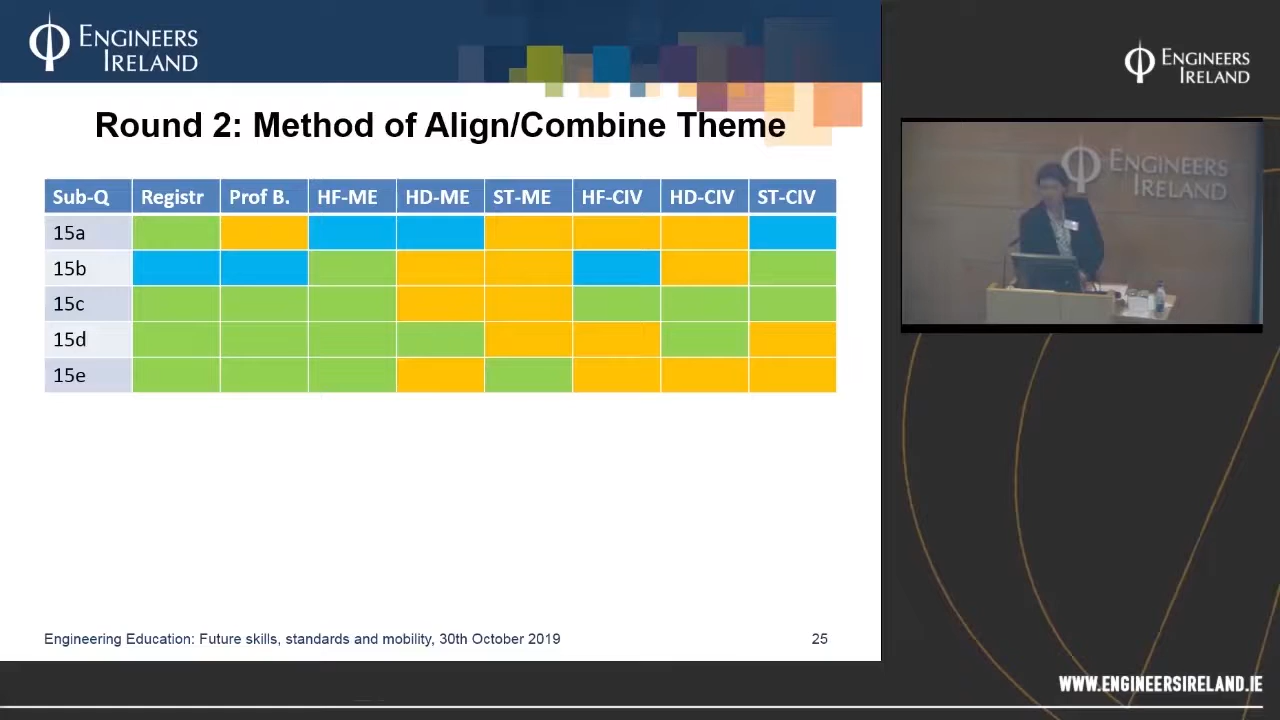 ENGINEERS
IRELAND
Round 2: Method of Align/Combine Theme
Sub-Q Registr Prof B. HF-ME HD-ME ST-ME HF-CIV HD-CIV ST-CIV
15a
15b
15c
15d
15e
Engineering Education: Future skills, standards and mobility, 30th October 2019 25
ENGINEERS
IRELAND
ENGINEERS
IRELAND
WWW.ENGINEERSIRELAND.IE